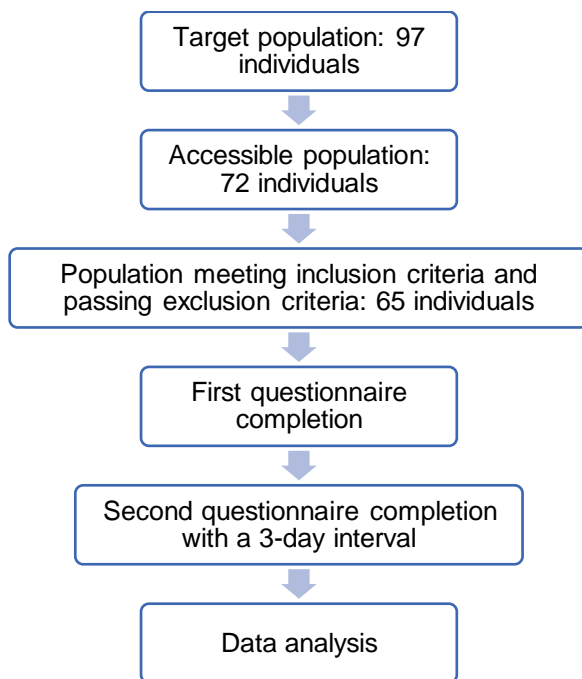 Target population: 97
individuals
Accessible population:
72 individuals
Population meeting inclusion criteria and
passing exclusion criteria: 65 individuals
First questionnaire
completion
Second questionnaire completion
with a 3-day interval
Data analysis